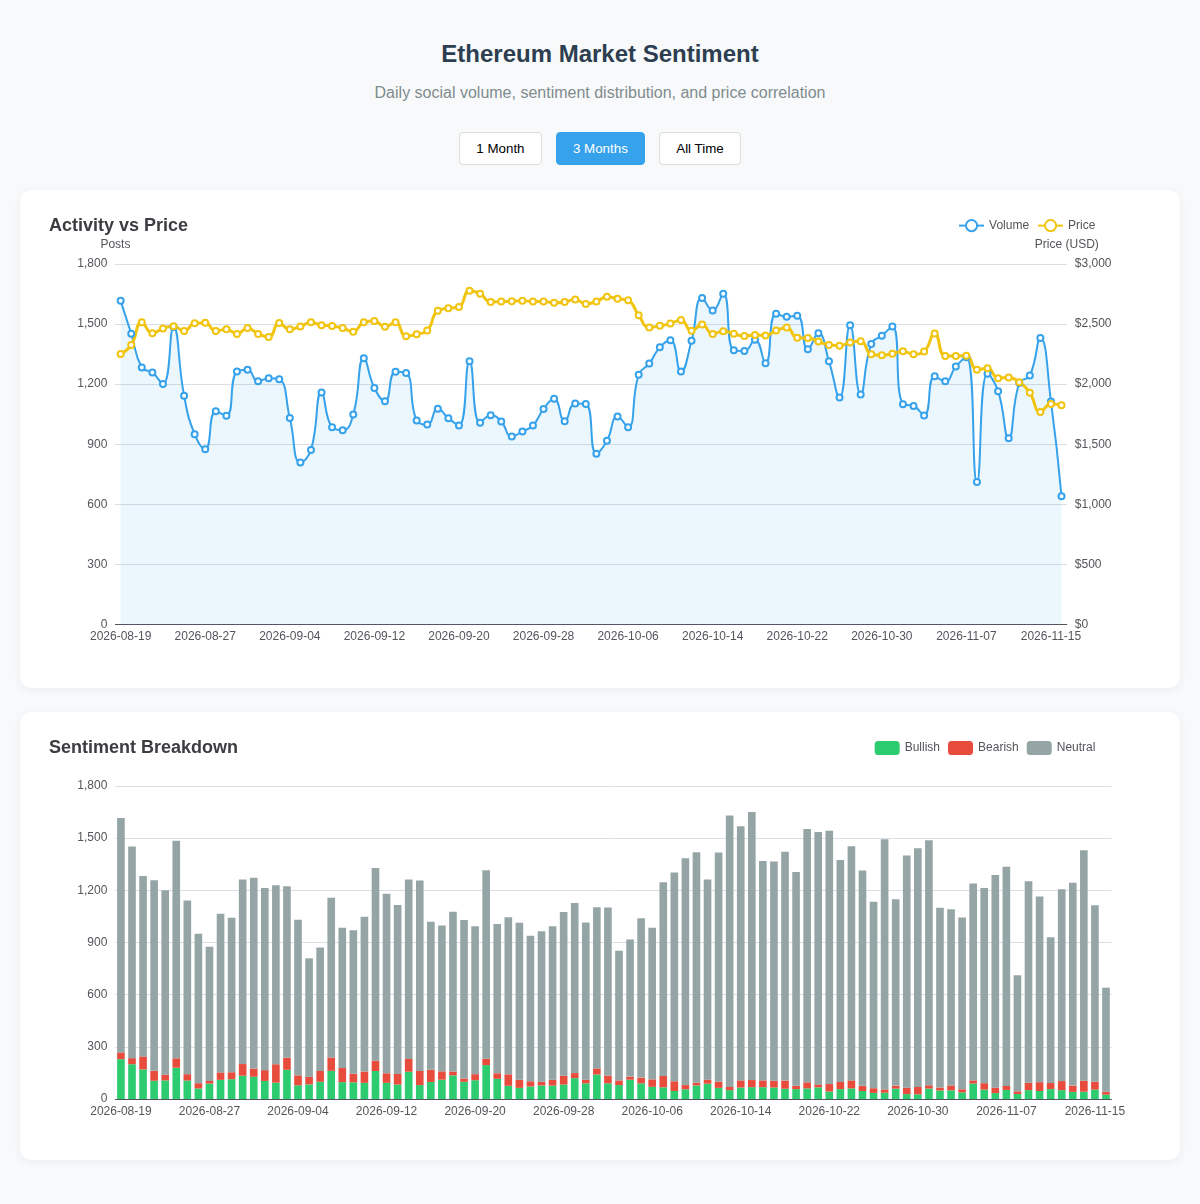 Ethereum Market Sentiment
Daily social volume, sentiment distribution, and price correlation
1 Month 3 Months All Time
Activity vs Price
Volume Price
Posts Price (USD)
1,800 $3,000
1,500 $2,500
1,200 $2,000
900 $1,500
600 $1,000
300 $500
0 $0
2026-08-19 2026-08-27 2026-09-04 2026-09-12 2026-09-20 2026-09-28 2026-10-06 2026-10-14 2026-10-22 2026-10-30 2026-11-07 2026-11-15
Sentiment Breakdown
Bullish Bearish Neutral
1,800
1,500
1,200
900
600
300
0
2026-08-19 2026-08-27 2026-09-04 2026-09-12 2026-09-20 2026-09-28 2026-10-06 2026-10-14 2026-10-22 2026-10-30 2026-11-07 2026-11-15